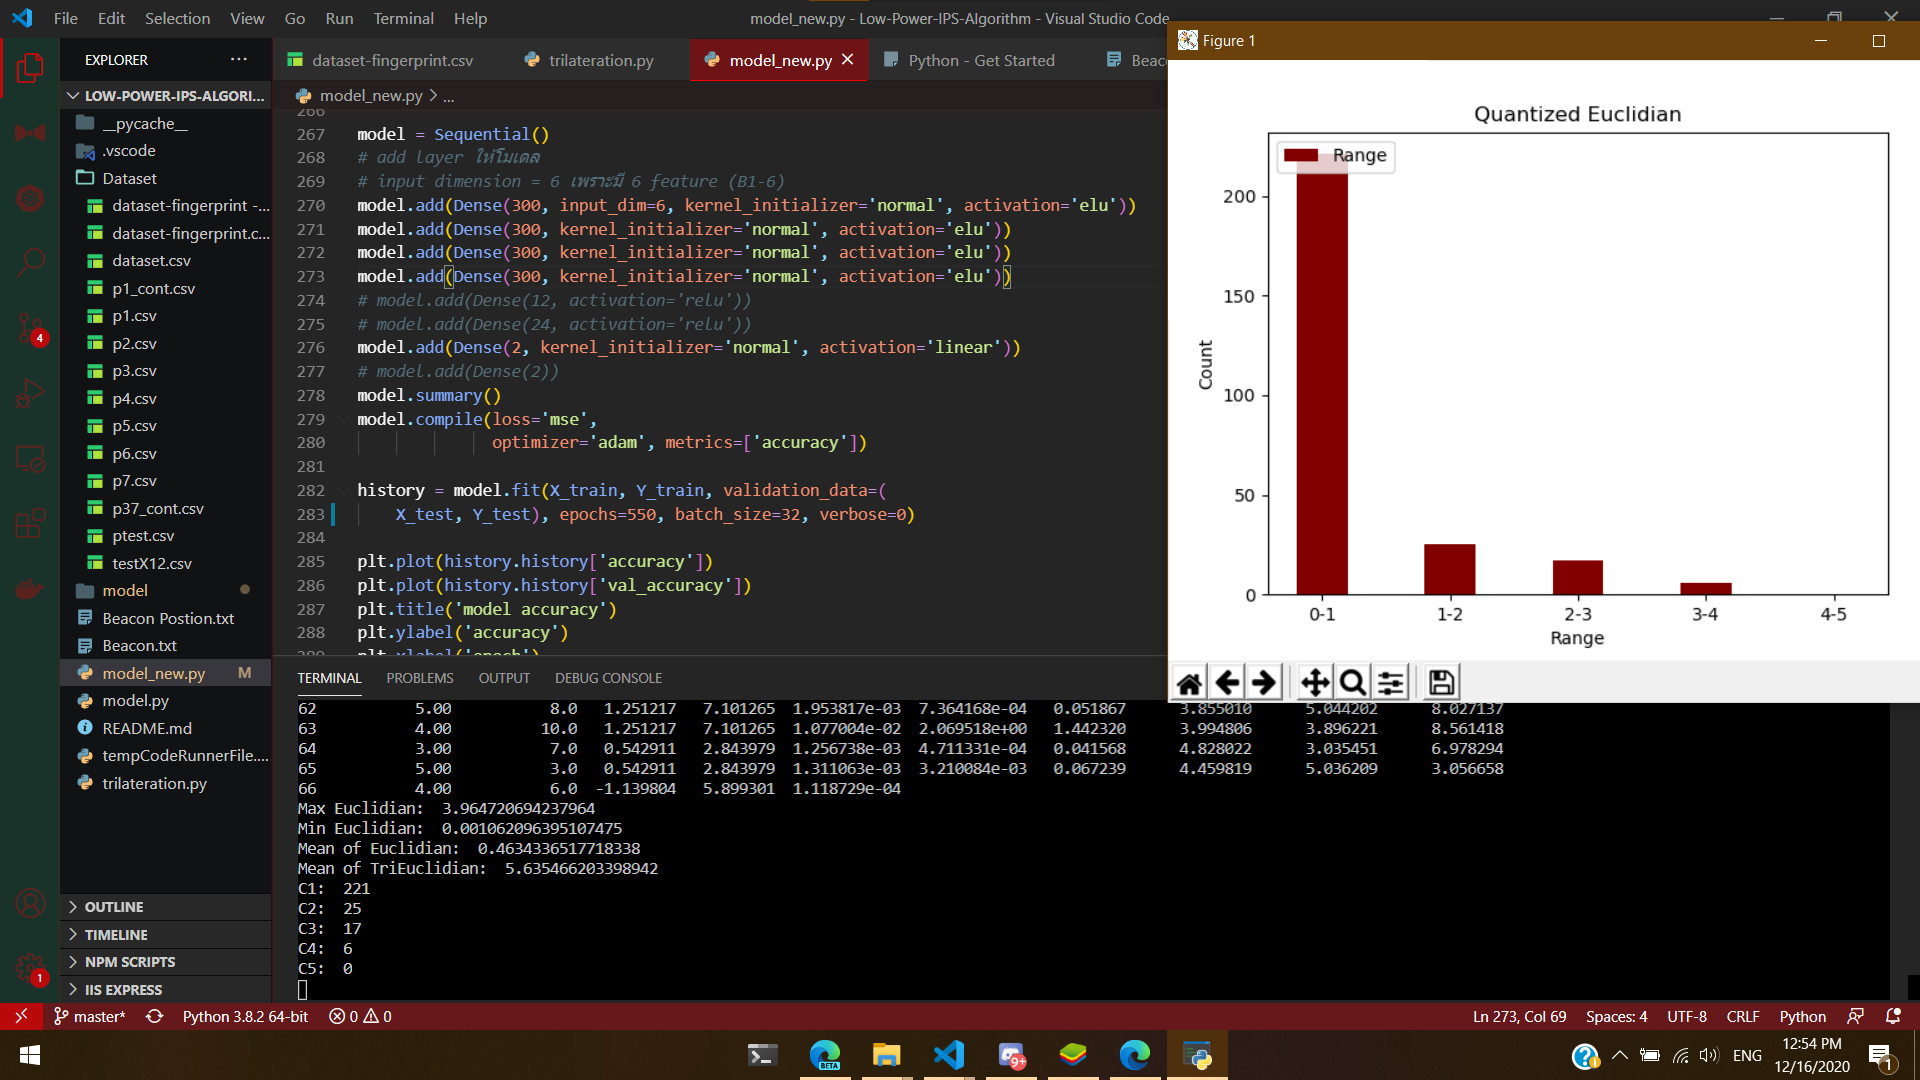 File Edit Selection View Go Run Terminal Help
model_new.py - Low-Power-IPS-Algorithm - Visual Studio Code
EXPLORER
LOW-POWER-IPS-ALGORI...
__pycache__
.vscode
Dataset
dataset-fingerprint -...
dataset-fingerprint.c...
dataset.csv
p1_cont.csv
p1.csv
p2.csv
p3.csv
p4.csv
p5.csv
p6.csv
p7.csv
p37_cont.csv
ptest.csv
testX12.csv
model
Beacon Postion.txt
Beacon.txt
model_new.py M
model.py
README.md
tempCodeRunnerFile....
trilateration.py
OUTLINE
TIMELINE
NPM SCRIPTS
IIS EXPRESS
4
1
dataset-fingerprint.csv trilateration.py model_new.py Python - Get Started Beac
model_new.py > ...
266
267 model = Sequential()
268 # add layer ให้โมเดล
269 # input dimension = 6 เพราะมี 6 feature (B1-6)
270 model.add(Dense(300, input_dim=6, kernel_initializer='normal', activation='elu'))
271 model.add(Dense(300, kernel_initializer='normal', activation='elu'))
272 model.add(Dense(300, kernel_initializer='normal', activation='elu'))
273 model.add(Dense(300, kernel_initializer='normal', activation='elu'))
274 # model.add(Dense(12, activation='relu'))
275 # model.add(Dense(24, activation='relu'))
276 model.add(Dense(2, kernel_initializer='normal', activation='linear'))
277 # model.add(Dense(2))
278 model.summary()
279 model.compile(loss='mse',
280 optimizer='adam', metrics=['accuracy'])
281
282 history = model.fit(X_train, Y_train, validation_data=(
283 X_test, Y_test), epochs=550, batch_size=32, verbose=0)
284
285 plt.plot(history.history['accuracy'])
286 plt.plot(history.history['val_accuracy'])
287 plt.title('model accuracy')
288 plt.ylabel('accuracy')
289 plt.xlabel('epoch')
TERMINAL PROBLEMS OUTPUT DEBUG CONSOLE
62 5.00 8.0 1.251217 7.101265 1.953817e-03 7.364168e-04 0.051867 3.855010 5.044202 8.027137
63 4.00 10.0 1.251217 7.101265 1.077004e-02 2.069518e+00 1.442320 3.994806 3.896221 8.561418
64 3.00 7.0 0.542911 2.843979 1.256738e-03 4.711331e-04 0.041568 4.828022 3.035451 6.978294
65 5.00 3.0 0.542911 2.843979 1.311063e-03 3.210084e-03 0.067239 4.459819 5.036209 3.056658
66 4.00 6.0 -1.139804 5.899301 1.118729e-04
Max Euclidian: 3.964720694237964
Min Euclidian: 0.001062096395107475
Mean of Euclidian: 0.4634336517718338
Mean of TriEuclidian: 5.635466203398942
C1: 221
C2: 25
C3: 17
C4: 6
C5: 0
Figure 1
Quantized Euclidian
Range
200
150
100
50
0
Count
0-1 1-2 2-3 3-4 4-5
Range
master* Python 3.8.2 64-bit 0 0
Ln 273, Col 69 Spaces: 4 UTF-8 CRLF Python
BETA
9+
ENG
12:54 PM
12/16/2020
1